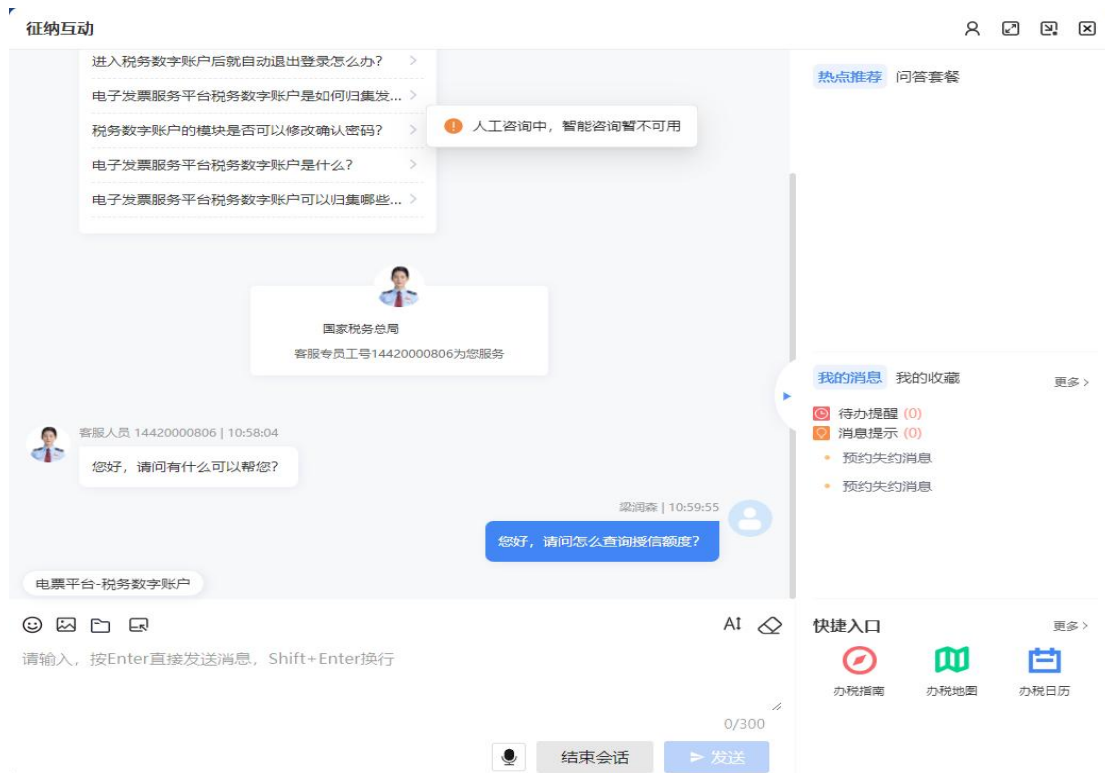 征纳互动
进入税务数字账户后就自动退出登录怎么办?
电子发票服务平台税务数字账户是如何归集发...
税务数字账户的模块是否可以修改确认密码?
人工咨询中，智能咨询暂不可用
电子发票服务平台税务数字账户是什么?
电子发票服务平台税务数字账户可以归集哪些...
国家税务总局
客服专员工号14420000806为您服务
客服人员 14420000806 | 10:58:04
您好，请问有什么可以帮您?
梁润森 | 10:59:55
您好，请问怎么查询授信额度?
电票平台-税务数字账户
AI
请输入，按Enter直接发送消息，Shift+Enter换行
0/300
结束会话
发送
热点推荐 问答套餐
我的消息 我的收藏 更多 >
待办提醒 (0)
消息提示 (0)
预约失约消息
预约失约消息
快捷入口 更多 >
办税指南 办税地图 办税日历